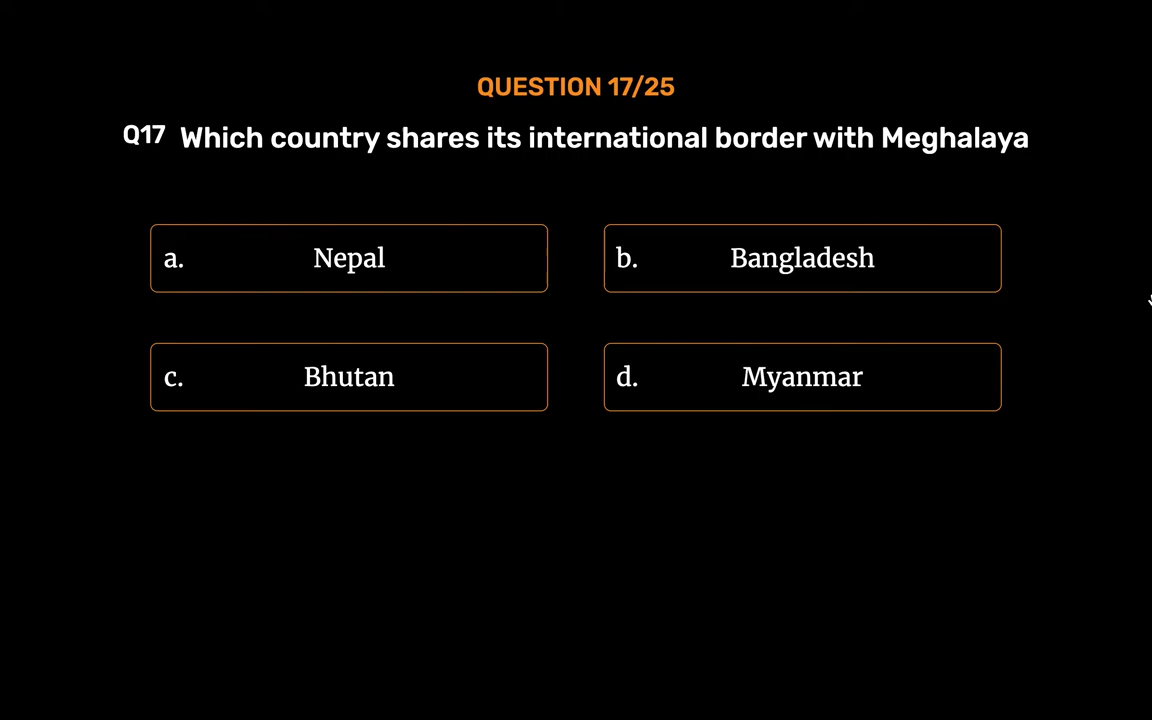 QUESTION 17/25
Q17 Which country shares its international border with Meghalaya
a. Nepal
b. Bangladesh
c. Bhutan
d. Myanmar